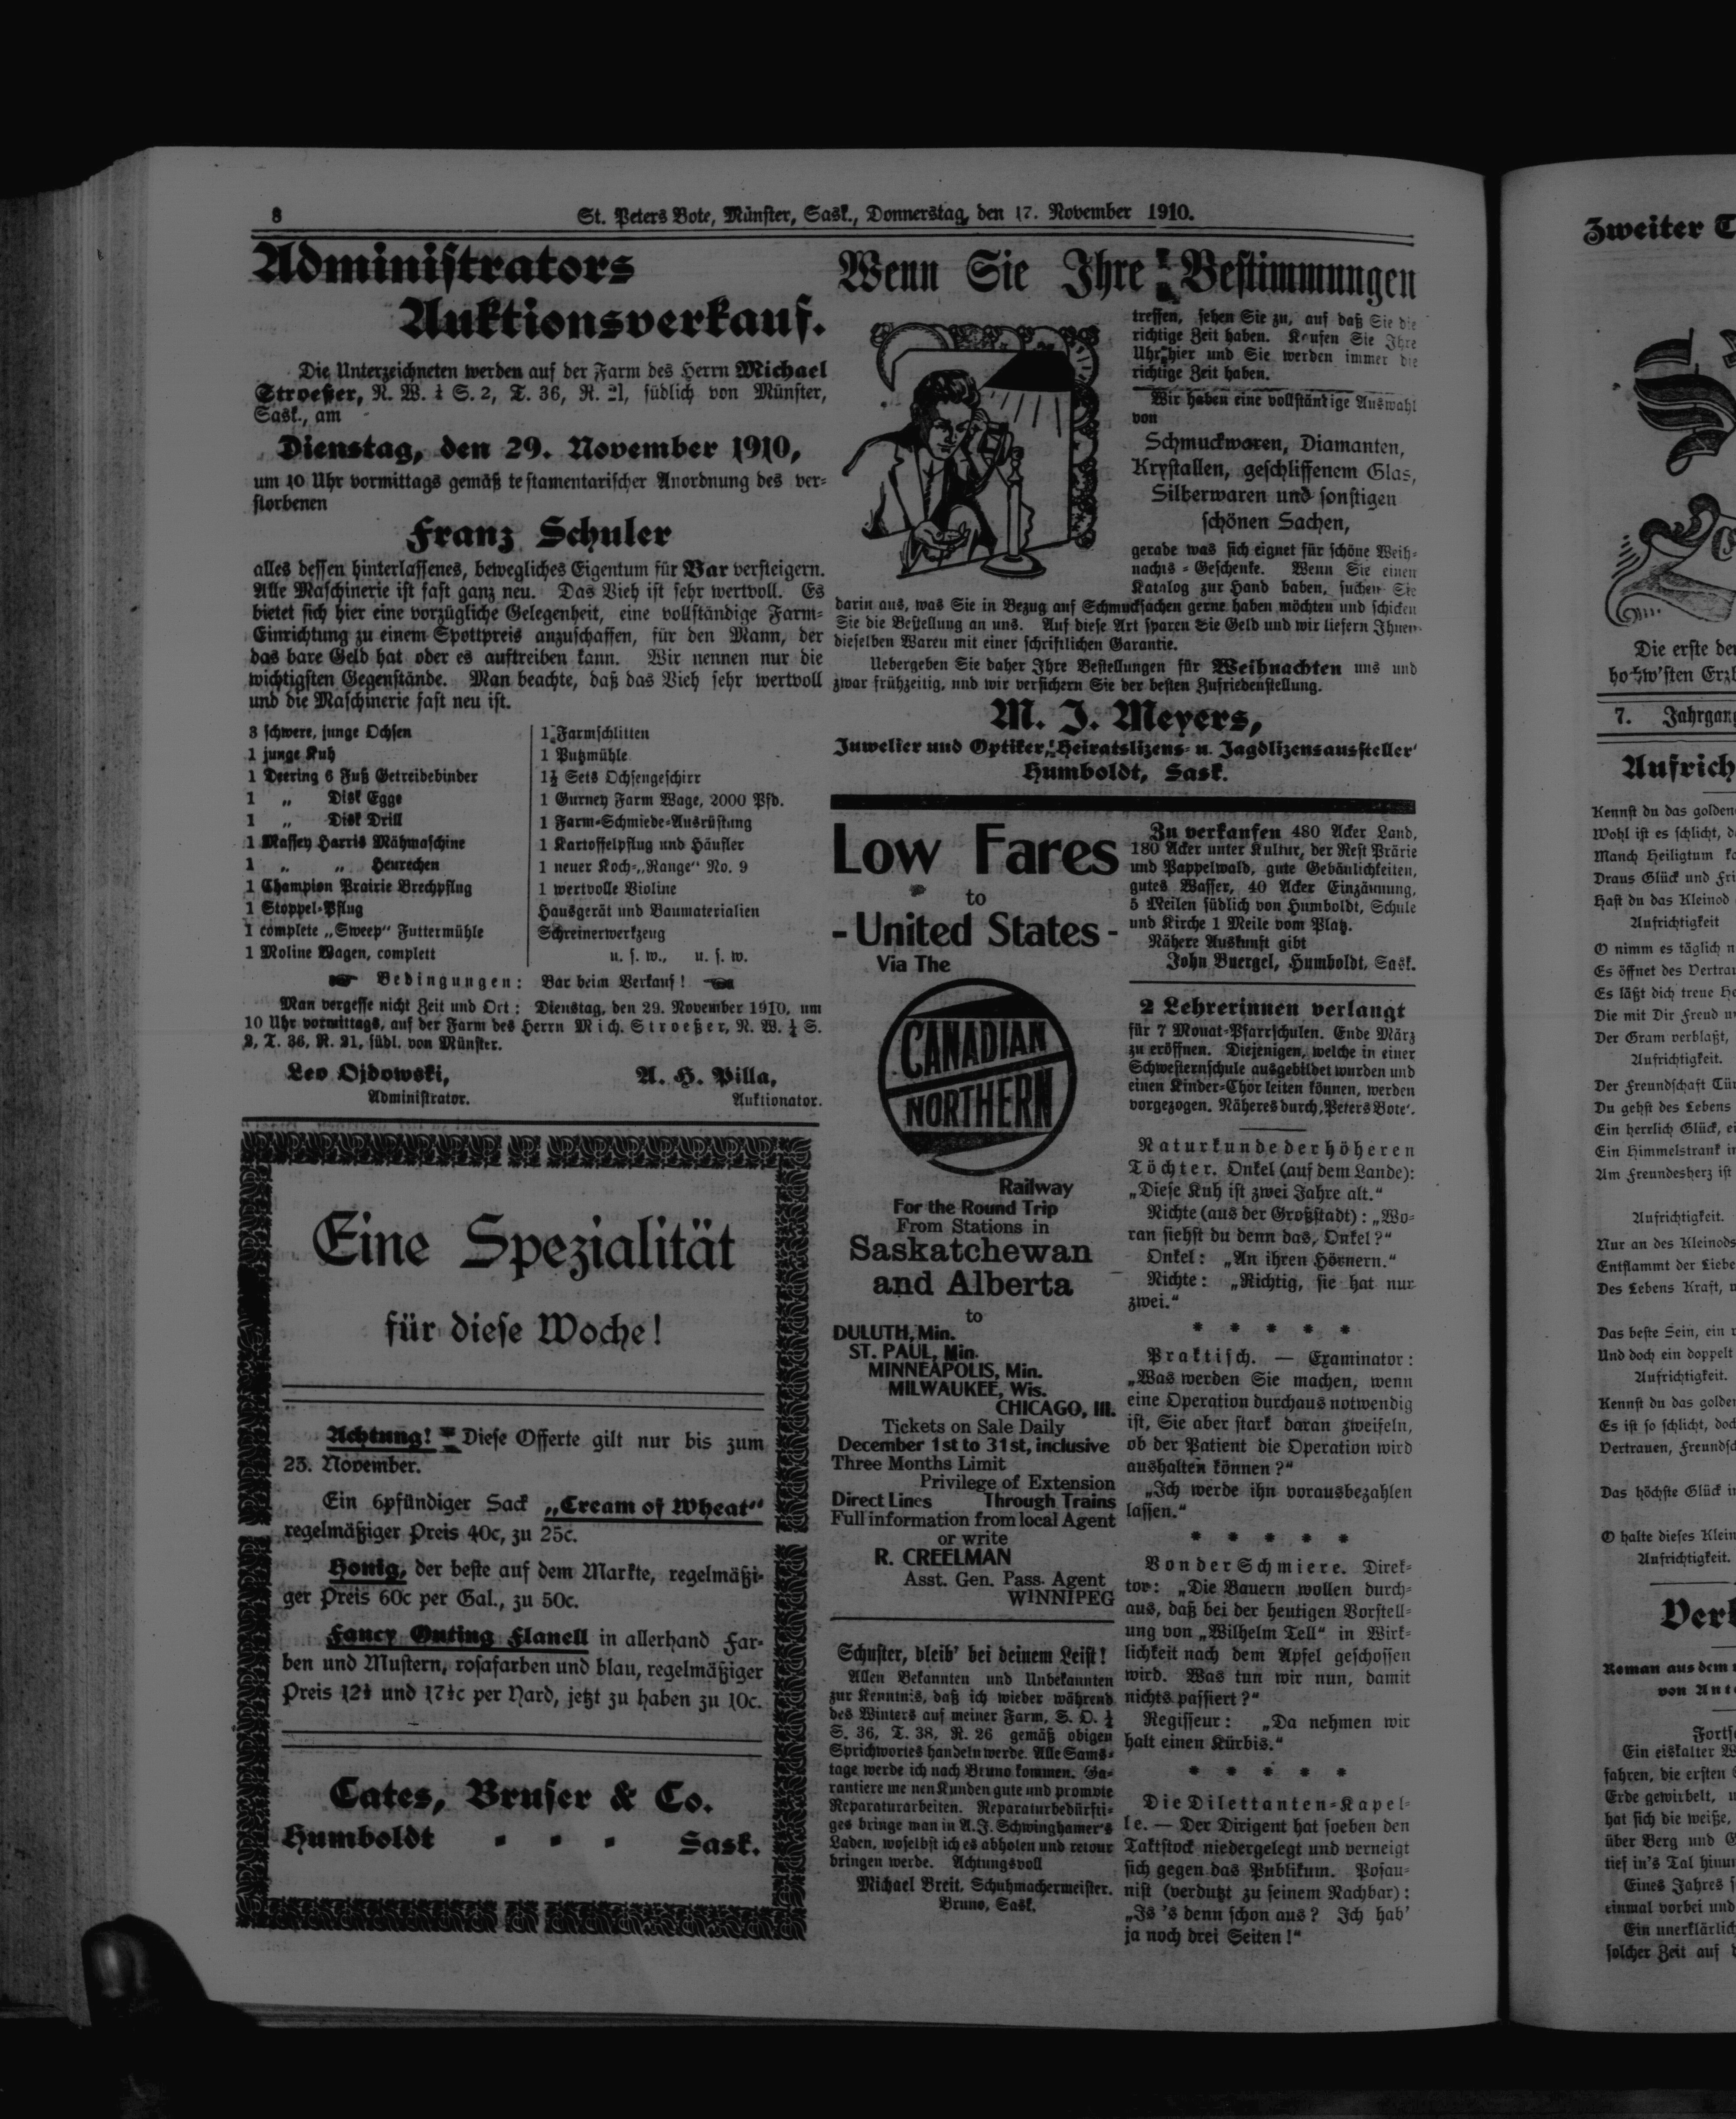 8
St. Peters Bote, Münster, Sask., Donnerstag, den 17. November 1910.
Administrators
Auktionsverkauf.
Die Unterzeichneten werden auf der Farm des Herrn Michael
Stroeßer, N. W. ¼ S. 2, T. 36, R. 21, südlich von Münster,
Sask., am
Dienstag, den 29. November 1910,
um 10 Uhr vormittags gemäß testamentarischer Anordnung des ver-
storbenen
Franz Schuler
alles dessen hinterlassenes, bewegliches Eigentum für Bar versteigern.
Alle Maschinerie ist fast ganz neu. Das Vieh ist sehr wertvoll. Es
bietet sich hier eine vorzügliche Gelegenheit, eine vollständige Farm-
Einrichtung zu einem Spottpreis anzuschaffen, für den Mann, der
das bare Geld hat oder es auftreiben kann. Wir nennen nur die
wichtigsten Gegenstände. Man beachte, daß das Vieh sehr wertvoll
und die Maschinerie fast neu ist.
3 schwere, junge Ochsen
1 junge Kuh
1 Deering 6 Fuß Getreidebinder
1 „ Disk Egge
1 „ Disk Drill
1 Massey Harris Mähmaschine
1 „ „ Heurechen
1 Champion Prairie Brechpflug
1 Stoppel-Pflug
1 complete „Sweep“ Futtermühle
1 Moline Wagen, complett
1 Farmschlitten
1 Putzmühle
1½ Sets Ochsengeschirr
1 Gurney Farm Wage, 2000 Pfd.
1 Farm-Schmiede-Ausrüstung
1 Kartoffelpflug und Häufler
1 neuer Koch-„Range“ No. 9
1 wertvolle Violine
Hausgerät und Baumaterialien
Schreinerwerkzeug
u. s. w., u. s. w.
Bedingungen: Bar beim Verkauf!
Man vergesse nicht Zeit und Ort: Dienstag, den 29. November 1910, um
10 Uhr vormittags, auf der Farm des Herrn Mich. Stroeßer, N. W. ¼ S.
2, T. 36, R. 21, südl. von Münster.
Leo Ojdowski,
Administrator.
A. H. Pilla,
Auktionator.
Eine Spezialität
für diese Woche!
Achtung! Diese Offerte gilt nur bis zum
23. November.
Ein 6pfündiger Sack „Cream of Wheat“
regelmäßiger Preis 40c, zu 25c.
Honig, der beste auf dem Markte, regelmäßi-
ger Preis 60c per Gal., zu 50c.
Fancy Outing Flanell in allerhand Far-
ben und Mustern, rosafarben und blau, regelmäßiger
Preis 12½ und 17½c per Yard, jetzt zu haben zu 10c.
Cates, Bruser & Co.
Humboldt - - - Sask.
Wenn Sie Ihre Bestimmungen
treffen, sehen Sie zu, auf daß Sie die
richtige Zeit haben. Kaufen Sie Ihre
Uhr hier und Sie werden immer die
richtige Zeit haben.
Wir haben eine vollständige Auswahl
von
Schmuckwaren, Diamanten,
Krystallen, geschliffenem Glas,
Silberwaren und sonstigen
schönen Sachen,
gerade was sich eignet für schöne Weih-
nachts-Geschenke. Wenn Sie einen
Katalog zur Hand haben, suchen Sie
darin aus, was Sie in Bezug auf Schmucksachen gerne haben möchten und schicken
Sie die Bestellung an uns. Auf diese Art sparen Sie Geld und wir liefern Ihnen
dieselben Waren mit einer schriftlichen Garantie.
Uebergeben Sie daher Ihre Bestellungen für Weihnachten uns und
zwar frühzeitig, und wir versichern Sie der besten Zufriedenstellung.
M. J. Meyers,
Juwelier und Optiker, Heiratslizens- u. Jagdlizensaussteller
Humboldt, Sask.
Low Fares
to
- United States -
Via The
CANADIAN
NORTHERN
Railway
For the Round Trip
From Stations in
Saskatchewan
and Alberta
to
DULUTH, Min.
ST. PAUL, Min.
MINNEAPOLIS, Min.
MILWAUKEE, Wis.
CHICAGO, Ill.
Tickets on Sale Daily
December 1st to 31st, inclusive
Three Months Limit
Privilege of Extension
Direct Lines Through Trains
Full information from local Agent
or write
R. CREELMAN
Asst. Gen. Pass. Agent
WINNIPEG
Schuster, bleib' bei deinem Leist!
Allen Bekannten und Unbekannten
zur Kenntnis, daß ich wieder während
des Winters auf meiner Farm, S. O. ¼
S. 36, T. 38, R. 26 gemäß obigen
Sprichwortes handeln werde. Alle Sams-
tage werde ich nach Bruno kommen. Ga-
rantiere meinen Kunden gute und prompte
Reparaturarbeiten. Reparaturbedürfti-
ges bringe man in A. J. Schwinghamer's
Laden, woselbst ich es abholen und retour
bringen werde. Achtungsvoll
Michael Breit, Schuhmachermeister.
Bruno, Sask.
Zu verkaufen 480 Acker Land,
180 Acker unter Kultur, der Rest Prärie
und Pappelwald, gute Gebäulichkeiten,
gutes Wasser, 40 Acker Einzäunung,
5 Meilen südlich von Humboldt, Schule
und Kirche 1 Meile vom Platz.
Nähere Auskunft gibt
John Buergel, Humboldt, Sask.
2 Lehrerinnen verlangt
für 7 Monat-Pfarrschulen. Ende März
zu eröffnen. Diejenigen, welche in einer
Schwesternschule ausgebildet wurden und
einen Kinder-Chor leiten können, werden
vorgezogen. Näheres durch ‚Peters Bote'.
Naturkunde der höheren
Töchter. Onkel (auf dem Lande):
„Diese Kuh ist zwei Jahre alt.“
Nichte (aus der Großstadt): „Wo-
ran siehst du denn das, Onkel?“
Onkel: „An ihren Hörnern.“
Nichte: „Richtig, sie hat nur
zwei.“
* * * * *
Praktisch. — Examinator:
„Was werden Sie machen, wenn
eine Operation durchaus notwendig
ist, Sie aber stark daran zweifeln,
ob der Patient die Operation wird
aushalten können?“
„Ich werde ihn vorausbezahlen
lassen.“
* * * * *
Von der Schmiere. Direk-
tor: „Die Bauern wollen durch-
aus, daß bei der heutigen Vorstell-
ung von „Wilhelm Tell“ in Wirk-
lichkeit nach dem Apfel geschossen
wird. Was tun wir nun, damit
nichts passiert?“
Regisseur: „Da nehmen wir
halt einen Kürbis.“
* * * * *
Die Dilettanten-Kapel-
le. — Der Dirigent hat soeben den
Taktstock niedergelegt und verneigt
sich gegen das Publikum. Posau-
nist (verdutzt zu seinem Nachbar):
„Is 's denn schon aus? Ich hab'
ja noch drei Seiten!“
Zweiter
Die erste
7. Jahrgang
Kennst du das
Wohl ist es schlicht,
Manch Heiligtum
Draus Glück und
Hast du das Kleinod
Aufrichtigkeit
O nimm es täglich
Es öffnet des
Es läßt dich treue
Die mit Dir Freud
Der Gram verblaßt,
Aufrichtigkeit.
Der Freundschaft
Du gehst des Lebens
Ein herrlich Glück,
Ein Himmelstrank
Am Freundesherz ist
Aufrichtigkeit.
Nur an des Kleinods
Entflammt der
Des Lebens Kraft,
Das beste Sein, ein
Und doch ein doppelt
Aufrichtigkeit.
Kennst du das
Es ist so schlicht,
Vertrauen,
Das höchste Glück
O halte dieses
Aufrichtigkeit.
Roman aus dem
von
Ein eiskalter
fahren, die ersten
Erde gewirbelt,
hat sich die weiße,
über Berg und
tief in's Tal
Eines Jahres
einmal vorbei und
Ein
solcher Zeit auf